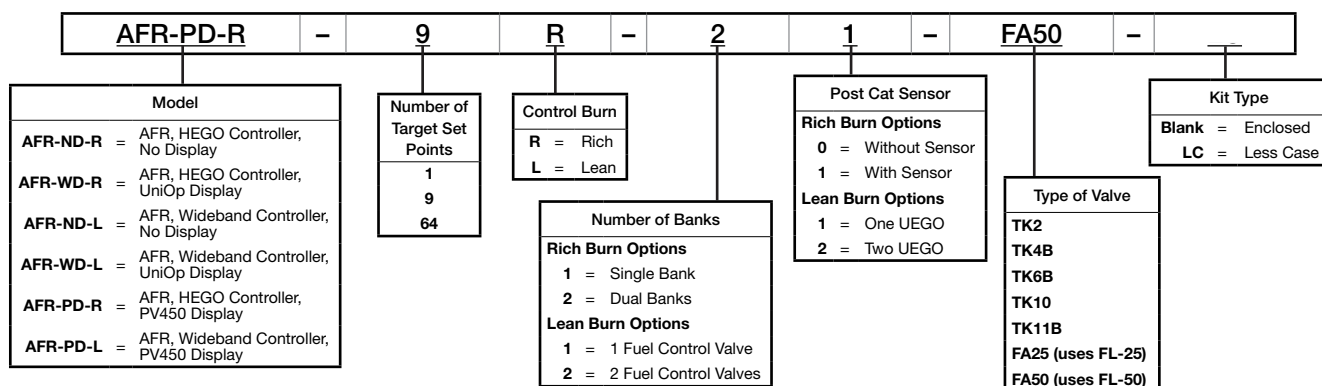 AFR-PD-R – 9 R – 2 1 – FA50 – __
Model
AFR-ND-R = AFR, HEGO Controller,
No Display
AFR-WD-R = AFR, HEGO Controller,
UniOp Display
AFR-ND-L = AFR, Wideband Controller,
No Display
AFR-WD-L = AFR, Wideband Controller,
UniOp Display
AFR-PD-R = AFR, HEGO Controller,
PV450 Display
AFR-PD-L = AFR, Wideband Controller,
PV450 Display
Number of
Target Set
Points
1
9
64
Control Burn
R = Rich
L = Lean
Number of Banks
Rich Burn Options
1 = Single Bank
2 = Dual Banks
Lean Burn Options
1 = 1 Fuel Control Valve
2 = 2 Fuel Control Valves
Post Cat Sensor
Rich Burn Options
0 = Without Sensor
1 = With Sensor
Lean Burn Options
1 = One UEGO
2 = Two UEGO
Type of Valve
TK2
TK4B
TK6B
TK10
TK11B
FA25 (uses FL-25)
FA50 (uses FL-50)
Kit Type
Blank = Enclosed
LC = Less Case